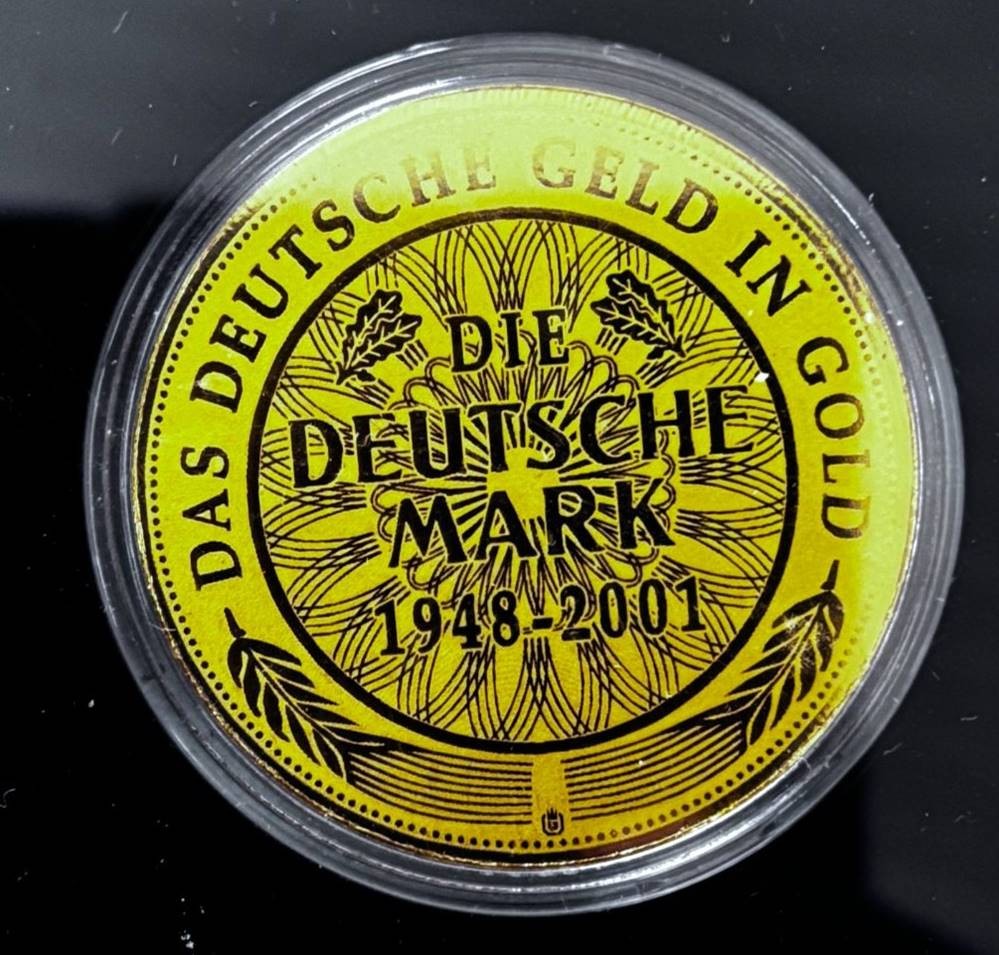 DAS DEUTSCHE GELD IN GOLD
DIE
DEUTSCHE
MARK
1948-2001